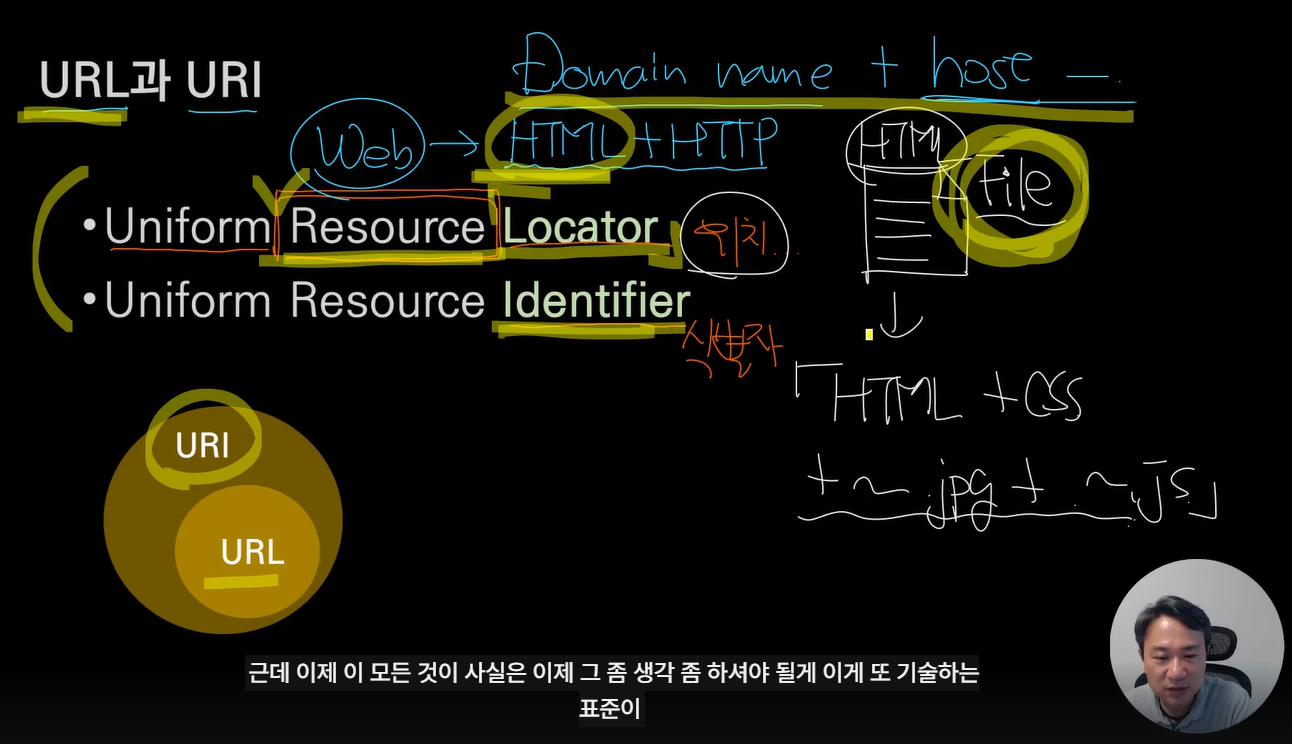 URL과 URI
Domain name + host
Web → HTML + HTTP
HTML
File
• Uniform Resource Locator
위치..
• Uniform Resource Identifier
식별자
「HTML + CSS
+ ~.jpg + ~.JS」
URI
URL
근데 이제 이 모든 것이 사실은 이제 그 좀 생각 좀 하셔야 될게 이게 또 기술하는
표준이